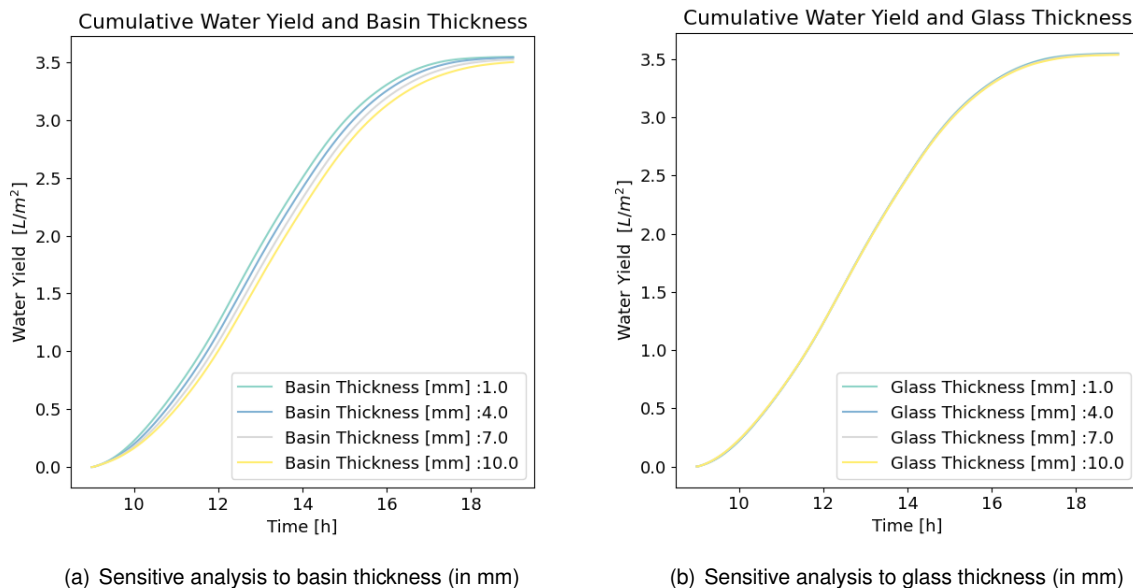 Cumulative Water Yield and Basin Thickness
3.5
3.0
2.5
2.0
1.5
1.0
0.5
0.0
Water Yield [L/m²]
Basin Thickness [mm] :1.0
Basin Thickness [mm] :4.0
Basin Thickness [mm] :7.0
Basin Thickness [mm] :10.0
10 12 14 16 18
Time [h]
(a) Sensitive analysis to basin thickness (in mm)
Cumulative Water Yield and Glass Thickness
3.5
3.0
2.5
2.0
1.5
1.0
0.5
0.0
Water Yield [L/m²]
Glass Thickness [mm] :1.0
Glass Thickness [mm] :4.0
Glass Thickness [mm] :7.0
Glass Thickness [mm] :10.0
10 12 14 16 18
Time [h]
(b) Sensitive analysis to glass thickness (in mm)